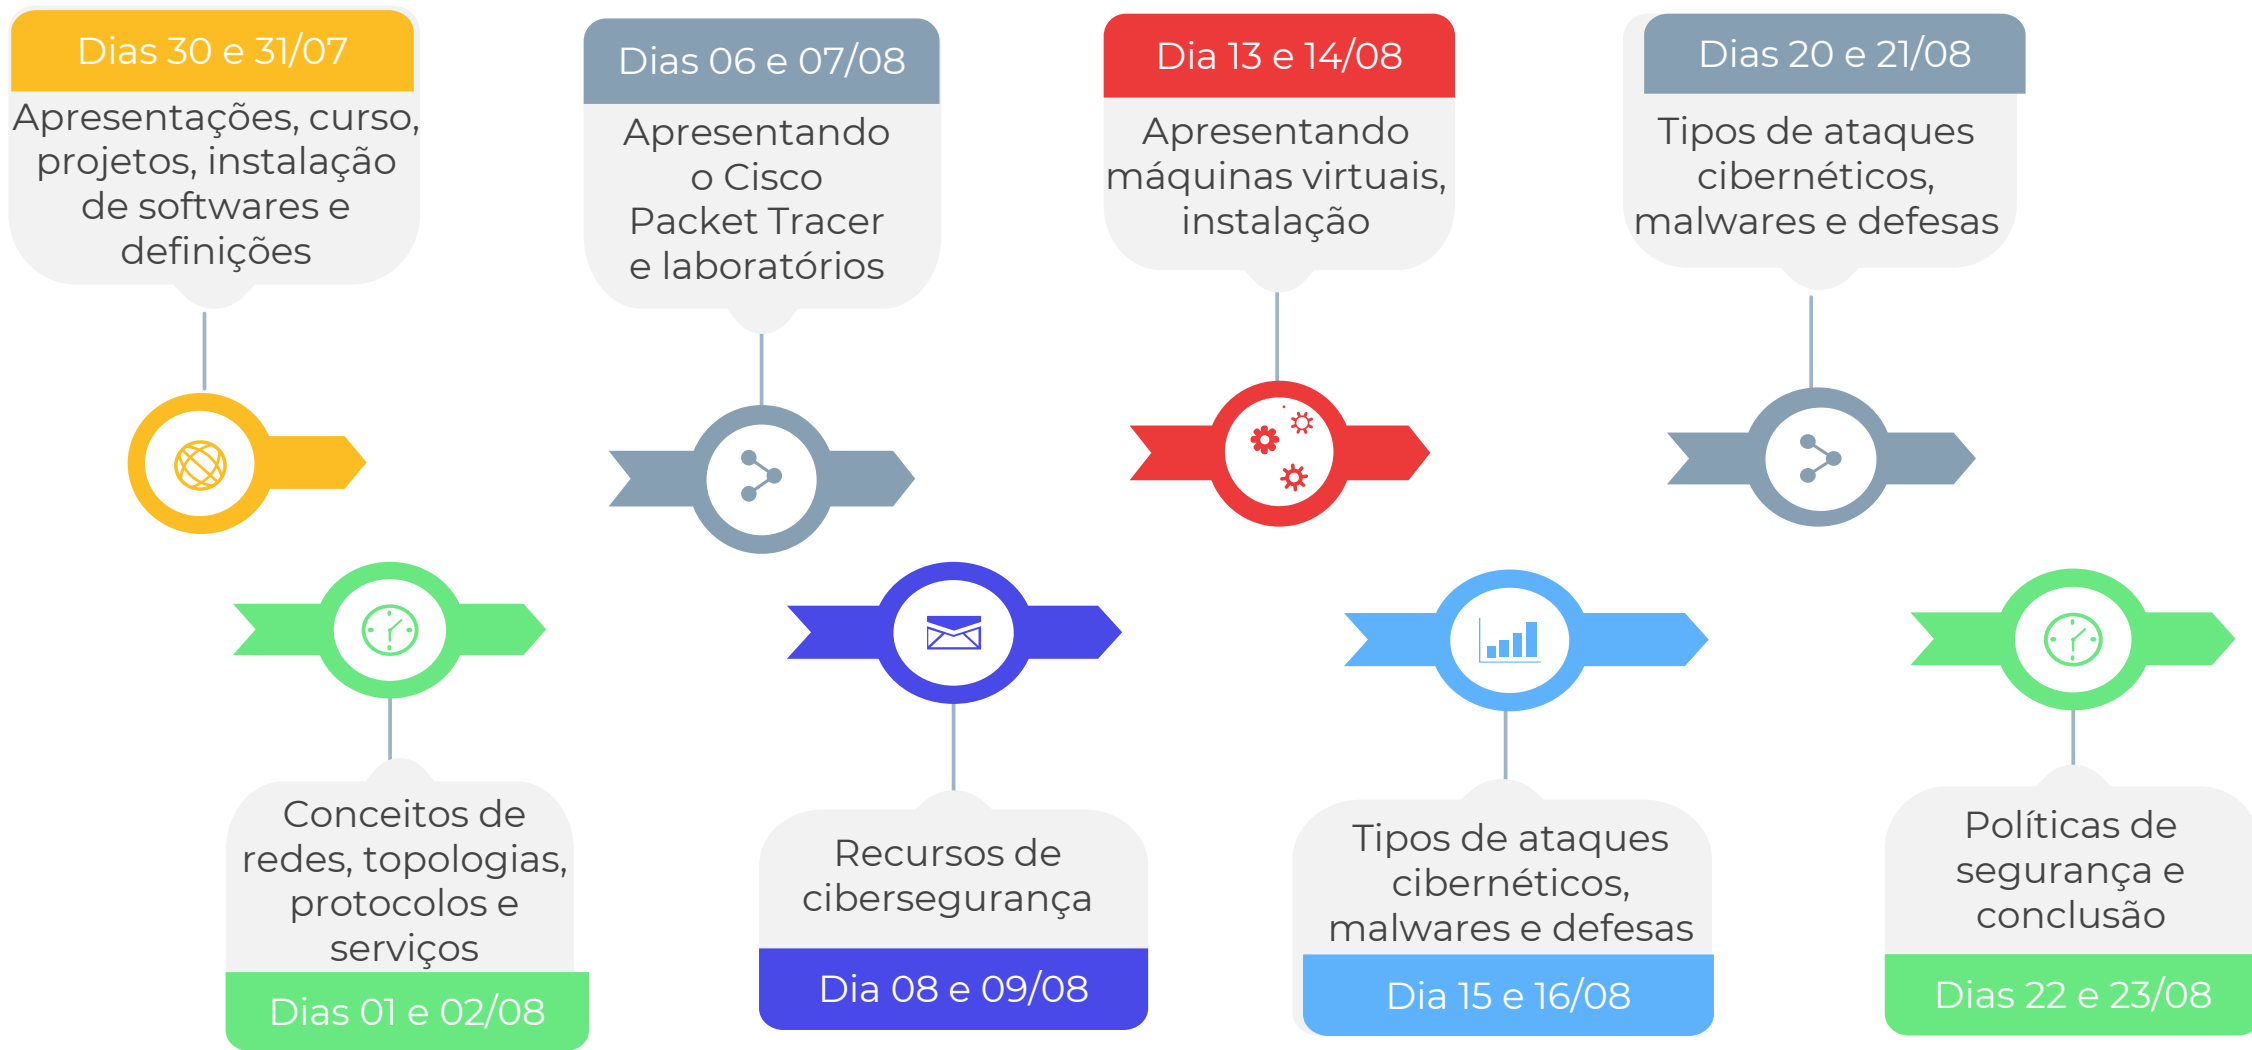 Dias 30 e 31/07
Apresentações, curso,
projetos, instalação
de softwares e
definições
Dias 06 e 07/08
Apresentando
o Cisco
Packet Tracer
e laboratórios
Dia 13 e 14/08
Apresentando
máquinas virtuais,
instalação
Dias 20 e 21/08
Tipos de ataques
cibernéticos,
malwares e defesas
Conceitos de
redes, topologias,
protocolos e
serviços
Dias 01 e 02/08
Recursos de
cibersegurança
Dia 08 e 09/08
Tipos de ataques
cibernéticos,
malwares e defesas
Dia 15 e 16/08
Políticas de
segurança e
conclusão
Dias 22 e 23/08